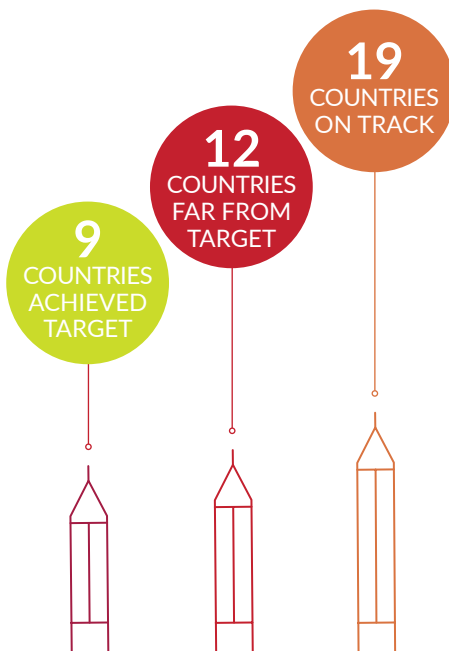 9
COUNTRIES
ACHIEVED
TARGET
12
COUNTRIES
FAR FROM
TARGET
19
COUNTRIES
ON TRACK